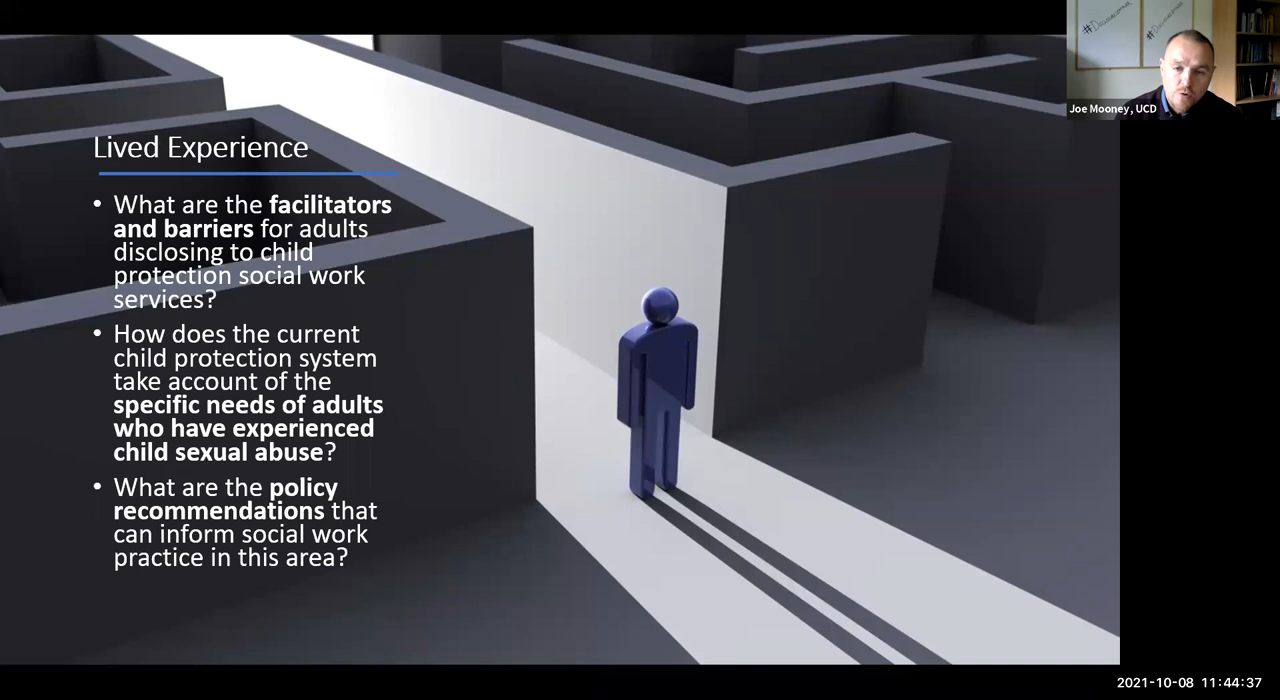 Lived Experience
• What are the facilitators
and barriers for adults
disclosing to child
protection social work
services?
• How does the current
child protection system
take account of the
specific needs of adults
who have experienced
child sexual abuse?
• What are the policy
recommendations that
can inform social work
practice in this area?
Joe Mooney, UCD
2021-10-08 11:44:37